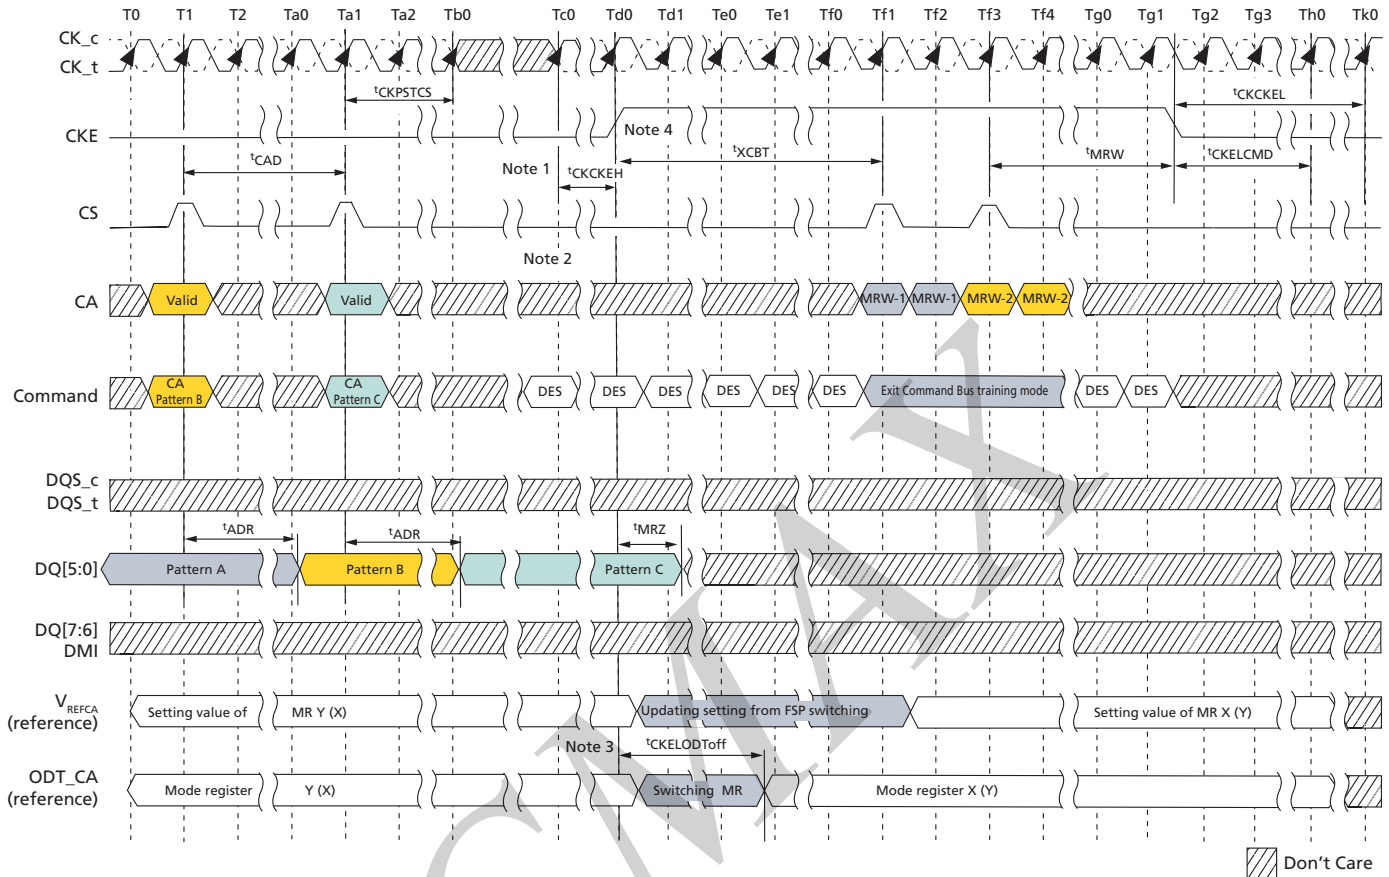 T0 T1 T2 Ta0 Ta1 Ta2 Tb0 Tc0 Td0 Td1 Te0 Te1 Tf0 Tf1 Tf2 Tf3 Tf4 Tg0 Tg1 Tg2 Tg3 Th0 Tk0
CK_c
CK_t
tCKPSTCS
tCKCKEL
CKE
Note 4
tCAD
Note 1
tCKCKEH
tXCBT
tMRW
tCKELCMD
CS
Note 2
CA
Valid
Valid
MRW-1
MRW-1
MRW-2
MRW-2
Command
CA
Pattern B
CA
Pattern C
DES
DES
DES
DES
DES
DES
Exit Command Bus training mode
DES
DES
DQS_c
DQS_t
tADR
tADR
tMRZ
DQ[5:0]
Pattern A
Pattern B
Pattern C
DQ[7:6]
DMI
VREFCA
(reference)
Setting value of MR Y (X)
Updating setting from FSP switching
Setting value of MR X (Y)
Note 3
tCKELODToff
ODT_CA
(reference)
Mode register Y (X)
Switching MR
Mode register X (Y)
Don't Care
CMAX